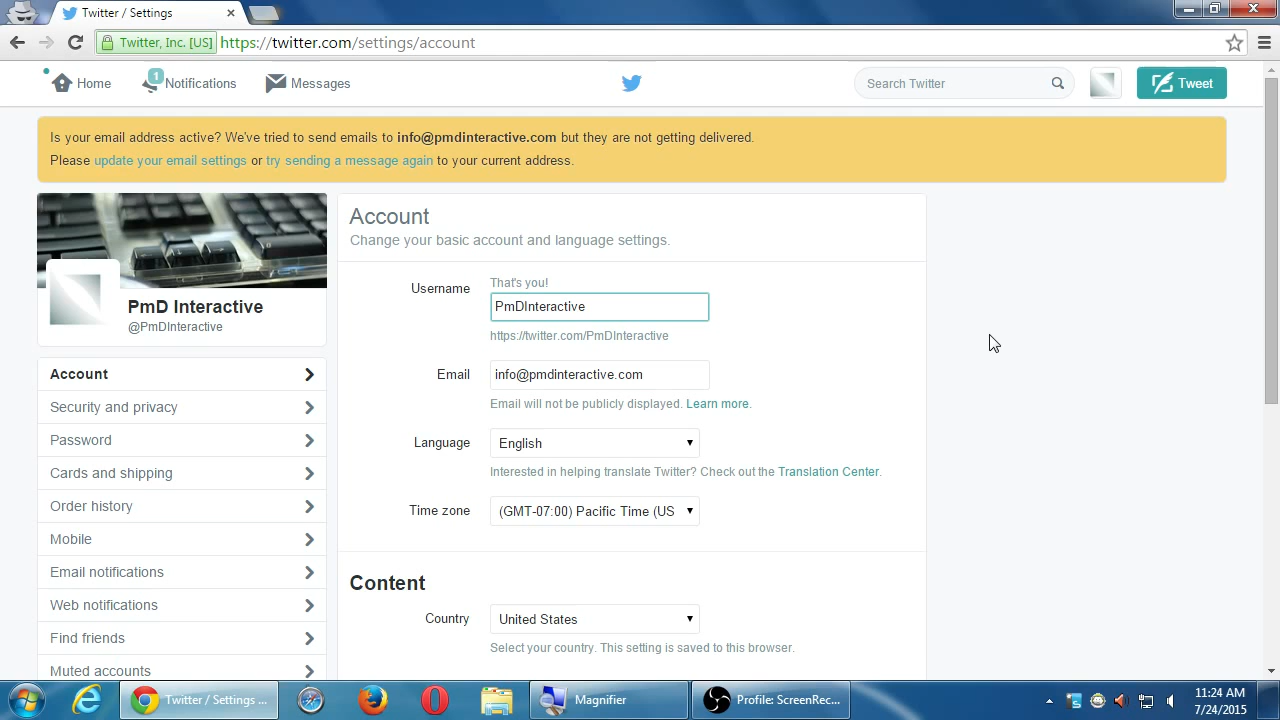 Twitter / Settings
Twitter, Inc. [US]
https://twitter.com/settings/account
Home
1
Notifications
Messages
Search Twitter
Tweet
Is your email address active? We've tried to send emails to info@pmdinteractive.com but they are not getting delivered.
Please update your email settings or try sending a message again to your current address.
PmD Interactive
@PmDInteractive
Account
Security and privacy
Password
Cards and shipping
Order history
Mobile
Email notifications
Web notifications
Find friends
Muted accounts
Account
Change your basic account and language settings.
Username
That's you!
PmDInteractive
https://twitter.com/PmDInteractive
Email
info@pmdinteractive.com
Email will not be publicly displayed. Learn more.
Language
English
Interested in helping translate Twitter? Check out the Translation Center.
Time zone
(GMT-07:00) Pacific Time (US
Content
Country
United States
Select your country. This setting is saved to this browser.
Twitter / Settings ...
Magnifier
Profile: ScreenRec...
11:24 AM
7/24/2015